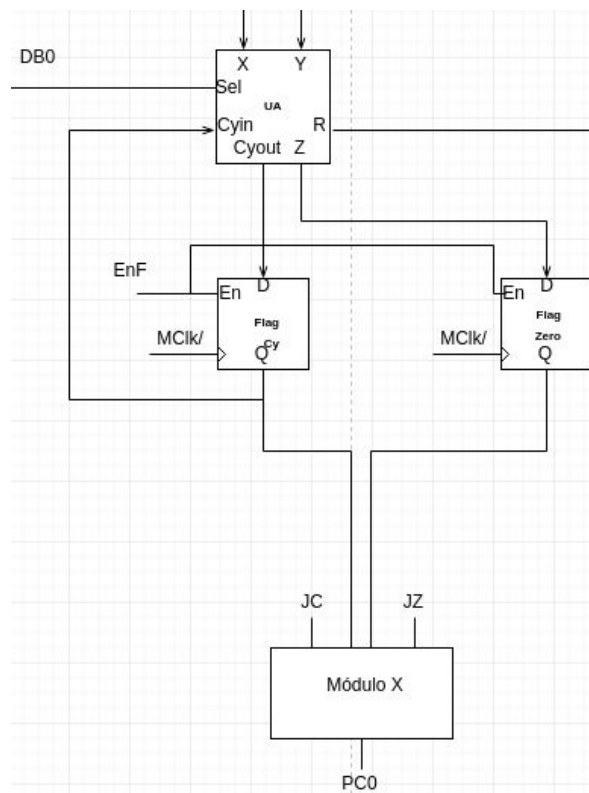 DB0
X
Y
Sel
UA
Cyin
R
Cyout
Z
EnF
En
D
Flag
Cy
MClk/
Q
En
D
Flag
Zero
MClk/
Q
JC
JZ
Módulo X
PC0